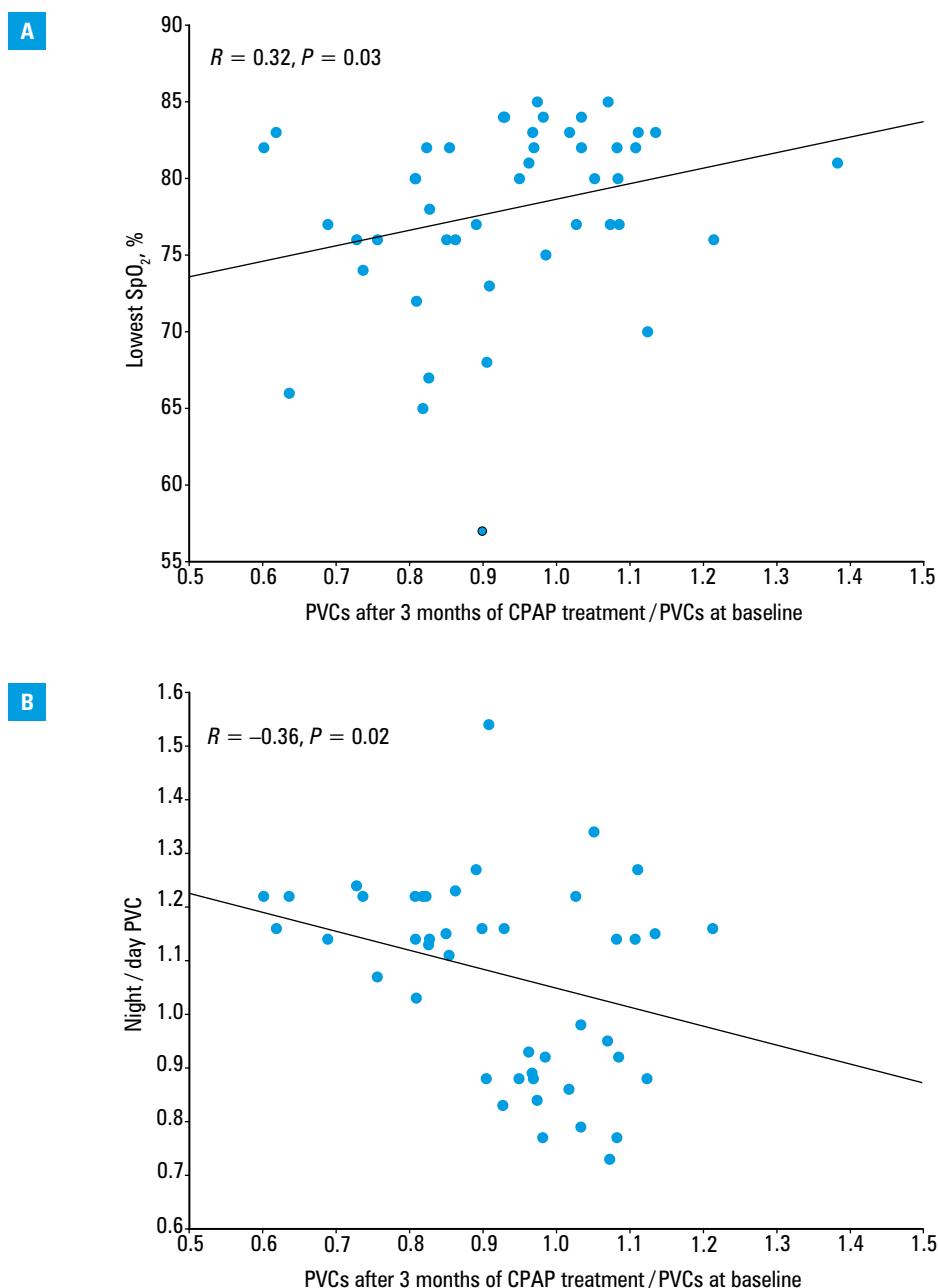 A
90
R = 0.32, P = 0.03
85
80
75
70
65
60
55
Lowest SpO₂, %
0.5 0.6 0.7 0.8 0.9 1.0 1.1 1.2 1.3 1.4 1.5
PVCs after 3 months of CPAP treatment / PVCs at baseline
B
1.6
R = –0.36, P = 0.02
1.5
1.4
1.3
1.2
1.1
1.0
0.9
0.8
0.7
0.6
Night / day PVC
0.5 0.6 0.7 0.8 0.9 1.0 1.1 1.2 1.3 1.4 1.5
PVCs after 3 months of CPAP treatment / PVCs at baseline